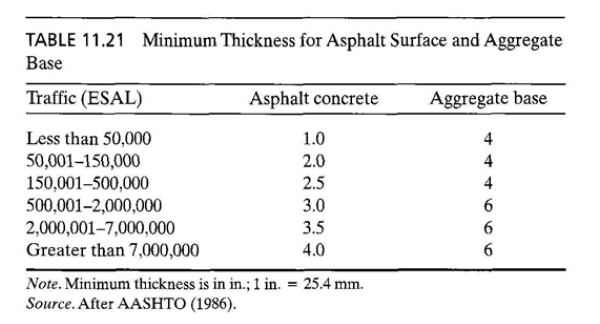 TABLE 11.21 Minimum Thickness for Asphalt Surface and Aggregate
Base
Traffic (ESAL) Asphalt concrete Aggregate base
Less than 50,000 1.0 4
50,001–150,000 2.0 4
150,001–500,000 2.5 4
500,001–2,000,000 3.0 6
2,000,001–7,000,000 3.5 6
Greater than 7,000,000 4.0 6
Note. Minimum thickness is in in.; 1 in. = 25.4 mm.
Source. After AASHTO (1986).